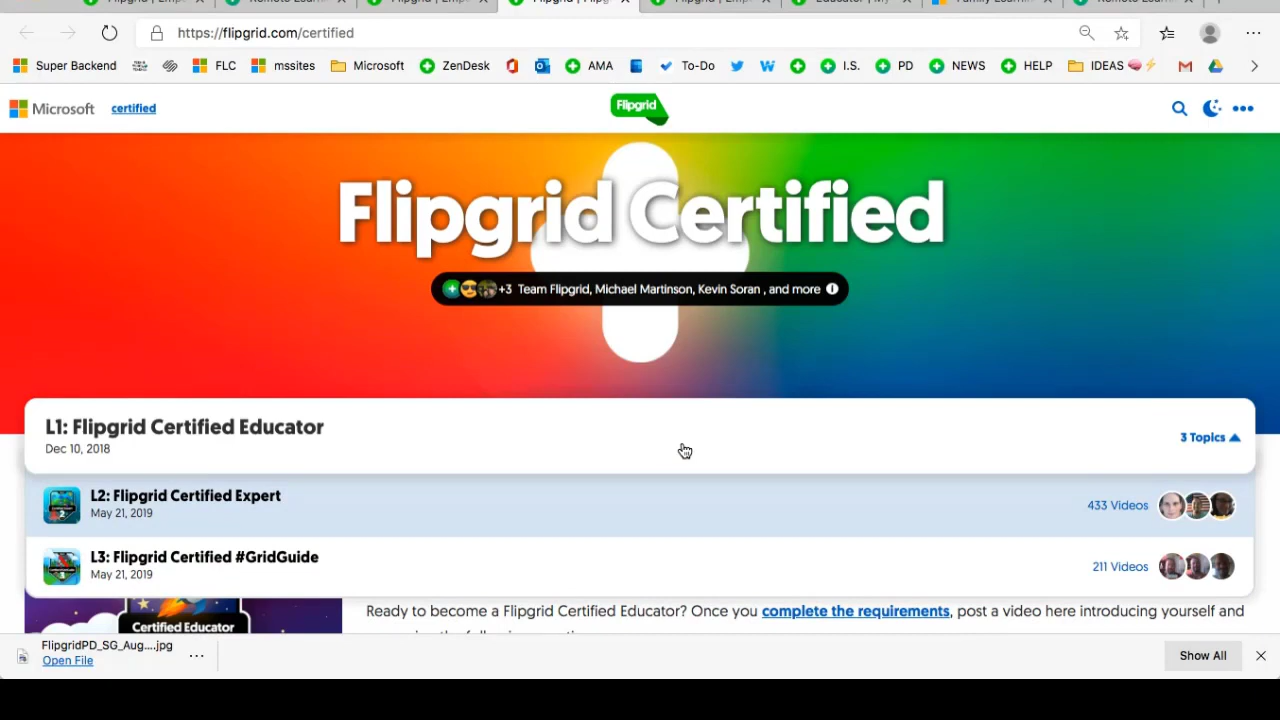 https://flipgrid.com/certified
Super Backend FLC mssites Microsoft ZenDesk AMA To-Do I.S. PD NEWS HELP IDEAS
Microsoft certified Flipgrid
Flipgrid Certified
+3 Team Flipgrid, Michael Martinson, Kevin Soran , and more
L1: Flipgrid Certified Educator
Dec 10, 2018
3 Topics
L2: Flipgrid Certified Expert
May 21, 2019
433 Videos
L3: Flipgrid Certified #GridGuide
May 21, 2019
211 Videos
Certified Educator
Ready to become a Flipgrid Certified Educator? Once you complete the requirements, post a video here introducing yourself and
FlipgridPD_SG_Aug....jpg
Open File
Show All